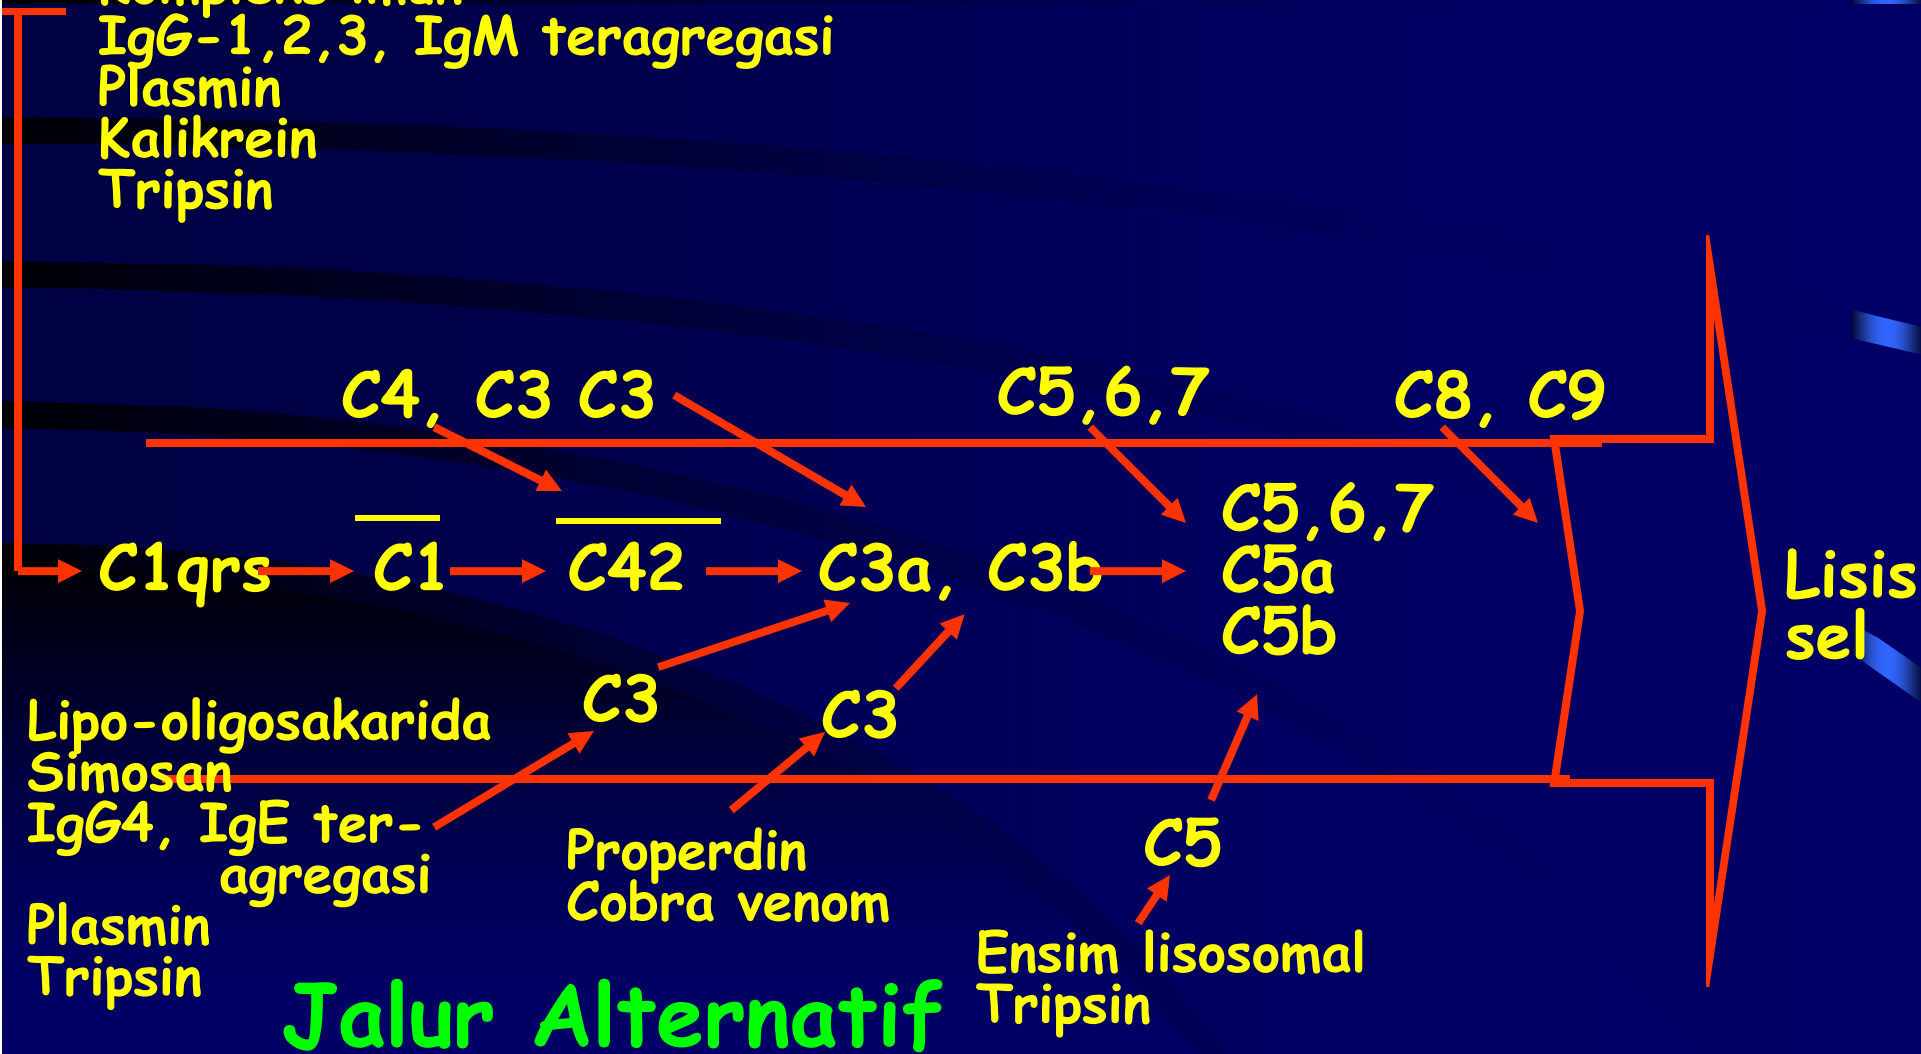 IgG-1,2,3, IgM teragregasi
Plasmin
Kalikrein
Tripsin
C4, C3 C3
C5,6,7
C8, C9
C1qrs
C1
C42
C3a, C3b
C5,6,7
C5a
C5b
Lisis
sel
C3
C3
Lipo-oligosakarida
Simosan
IgG4, IgE ter-
agregasi
Plasmin
Tripsin
Properdin
Cobra venom
C5
Ensim lisosomal
Tripsin
Jalur Alternatif